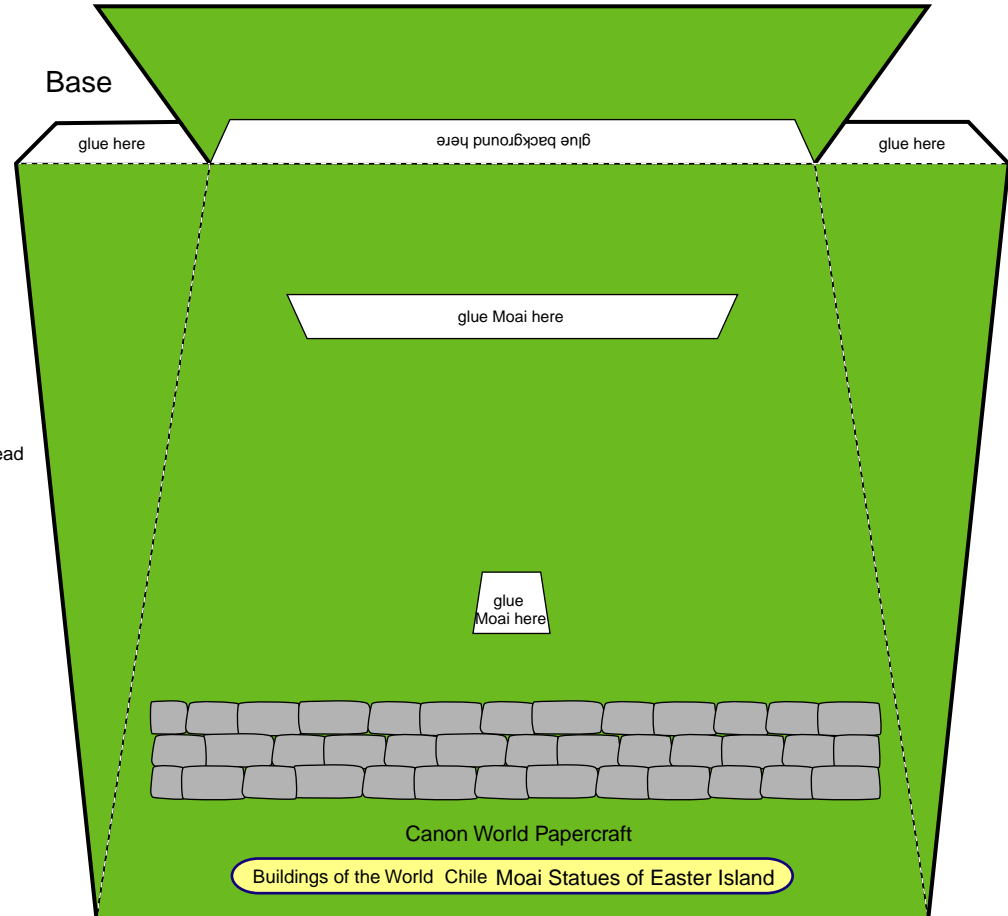 Base
glue here
glue background here
glue here
glue Moai here
ead
glue
Moai here
Canon World Papercraft
Buildings of the World Chile Moai Statues of Easter Island